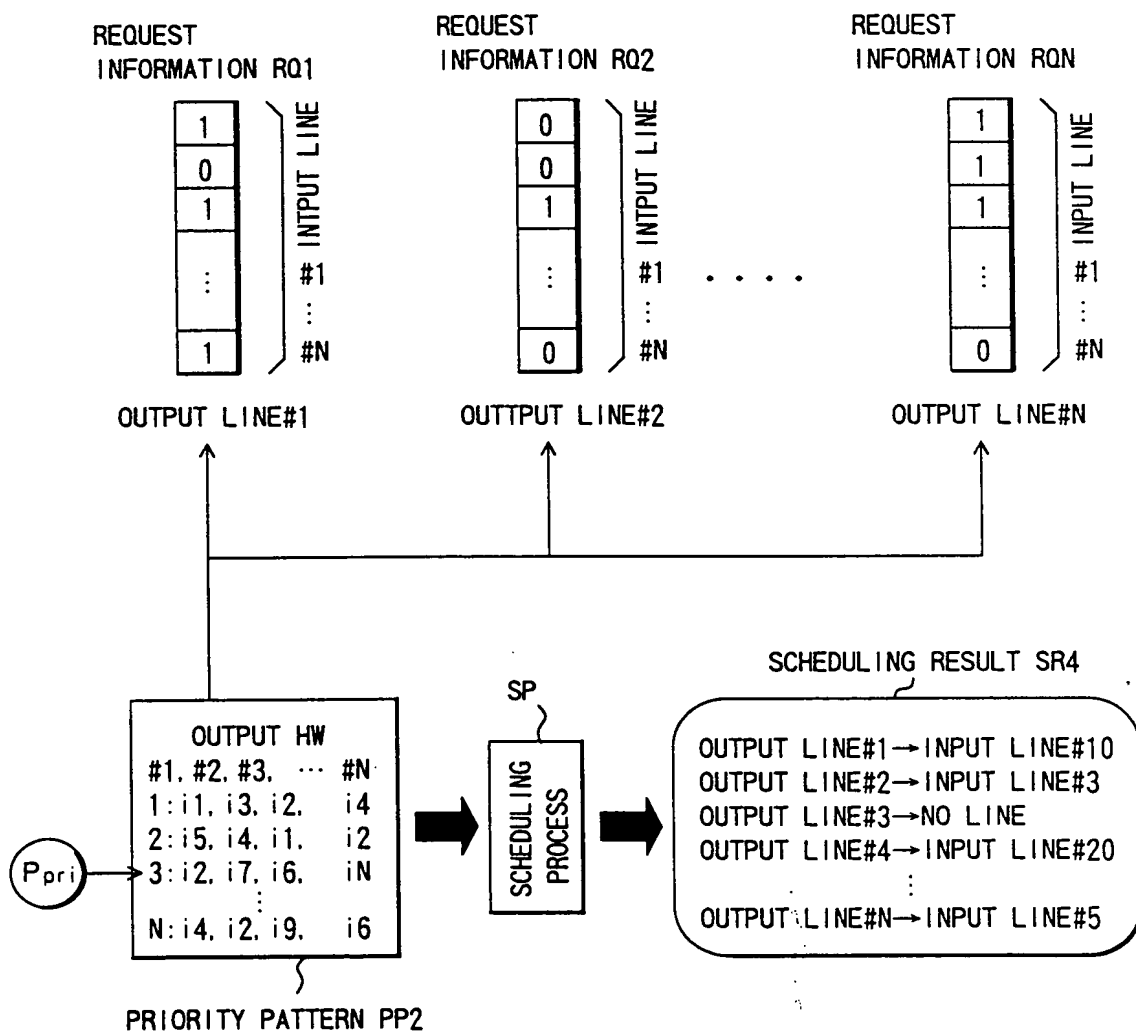 REQUEST
INFORMATION RQ1
1
0
1
⋮
1
INTPUT LINE
#1
⋮
#N
OUTPUT LINE#1
REQUEST
INFORMATION RQ2
0
0
1
⋮
0
INTPUT LINE
#1
⋮
#N
OUTTPUT LINE#2
· · · ·
REQUEST
INFORMATION RQN
1
1
1
⋮
0
INPUT LINE
#1
⋮
#N
OUTPUT LINE#N
Ppri
OUTPUT HW
#1, #2, #3, ··· #N
1:i1, i3, i2, i4
2:i5, i4, i1, i2
3:i2, i7, i6, iN
⋮
N:i4, i2, i9, i6
PRIORITY PATTERN PP2
SP
SCHEDULING
PROCESS
SCHEDULING RESULT SR4
OUTPUT LINE#1→INPUT LINE#10
OUTPUT LINE#2→INPUT LINE#3
OUTPUT LINE#3→NO LINE
OUTPUT LINE#4→INPUT LINE#20
⋮
OUTPUT LINE#N→INPUT LINE#5